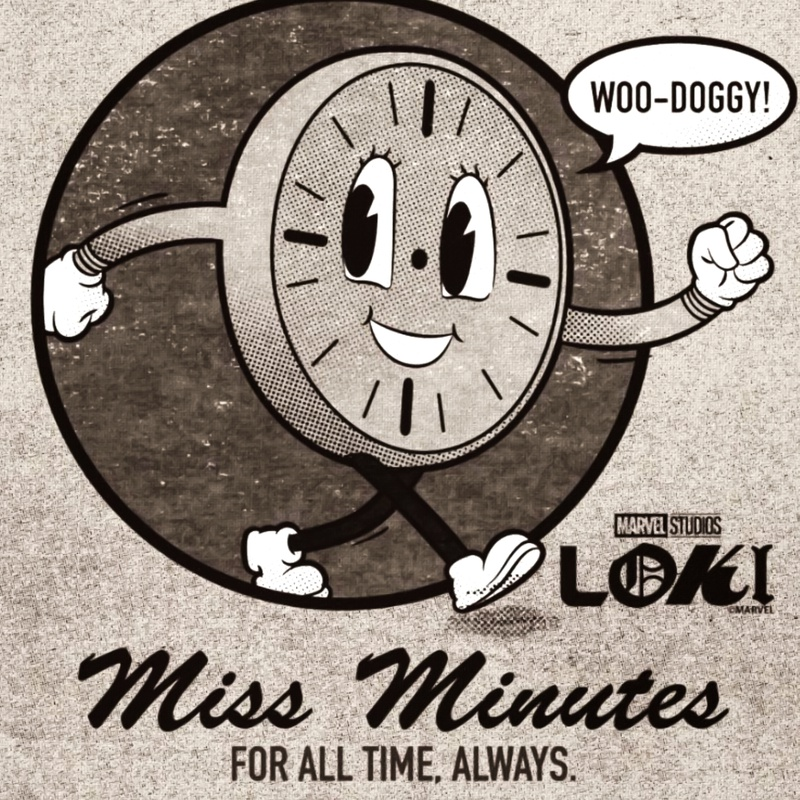 WOO-DOGGY!
MARVEL STUDIOS
LOKI
©MARVEL
Miss Minutes
FOR ALL TIME, ALWAYS.